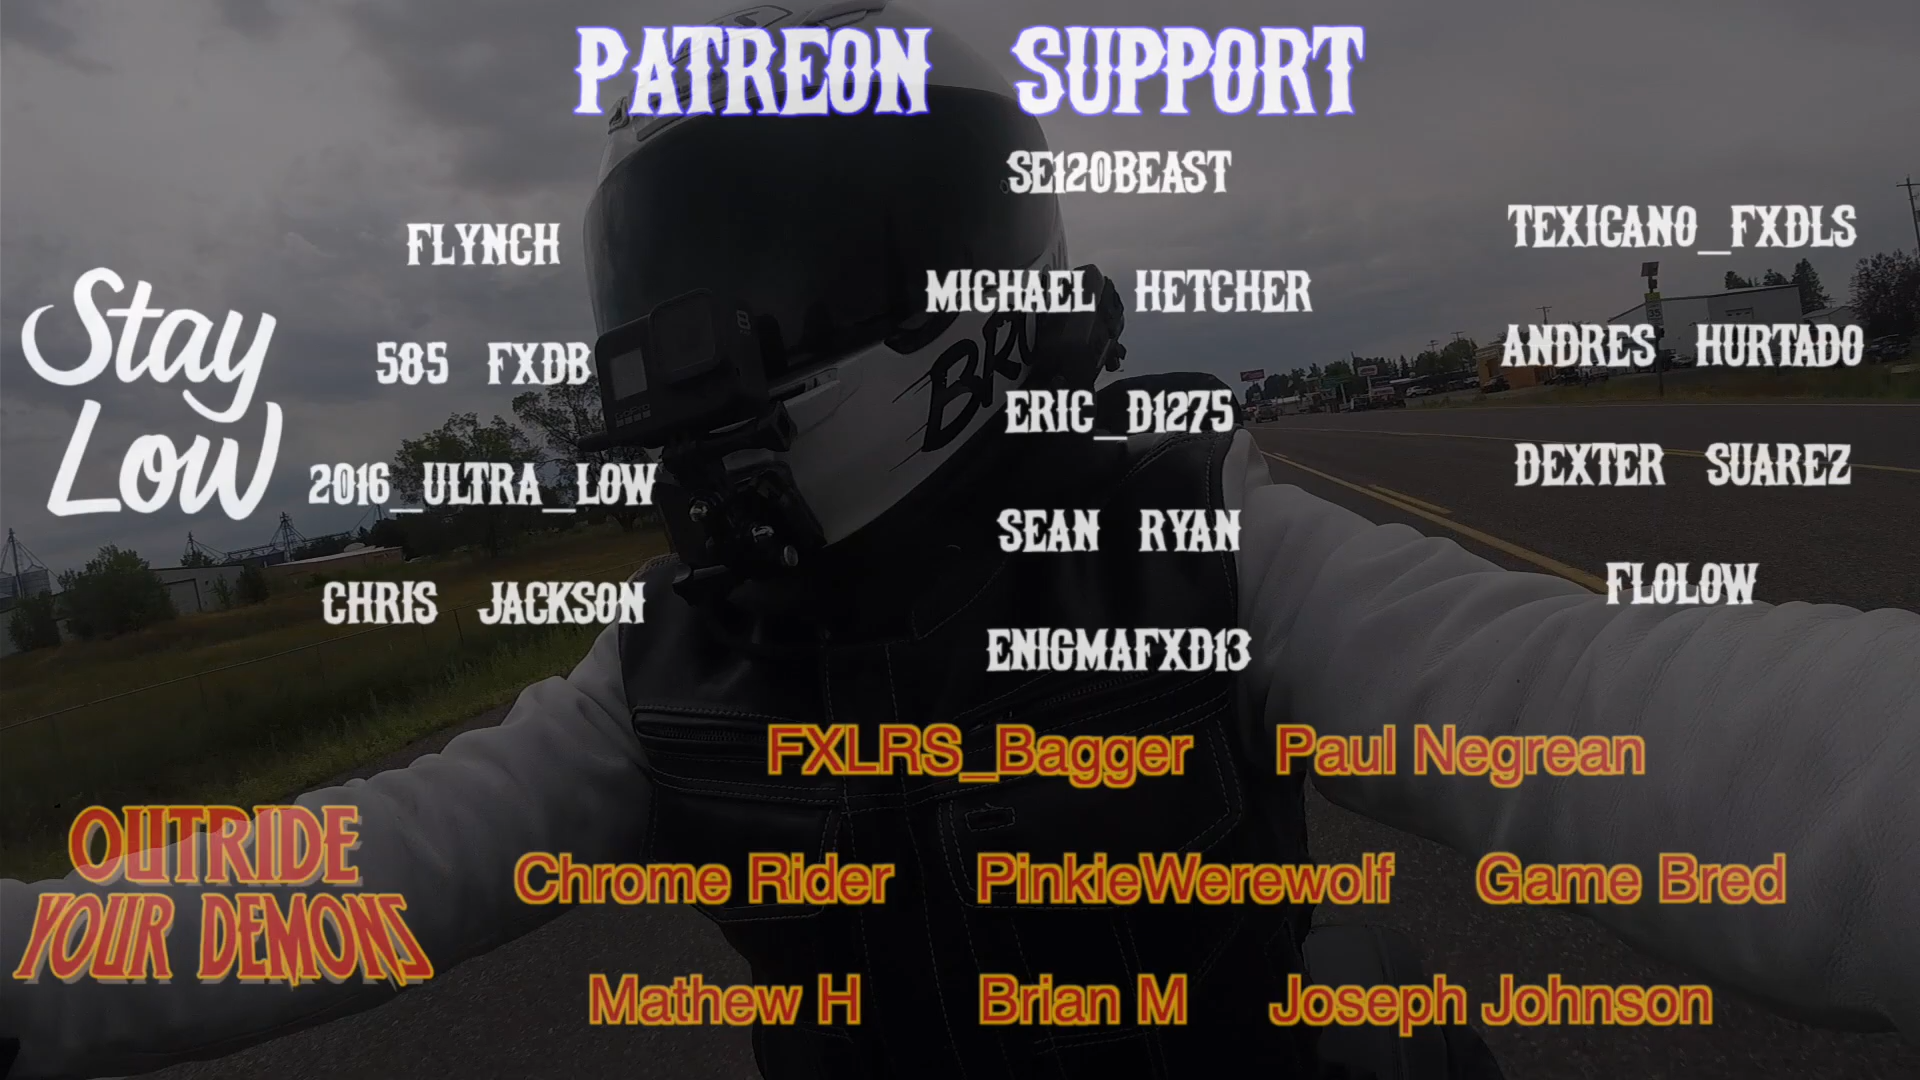 PATREON SUPPORT
SE120BEAST
FLYNCH
TEXICANO_FXDLS
MICHAEL HETCHER
Stay
Low
585 FXDB
ANDRES HURTADO
ERIC_D1275
2016_ULTRA_LOW
DEXTER SUAREZ
SEAN RYAN
CHRIS JACKSON
FLOLOW
ENIGMAFXD13
FXLRS_Bagger Paul Negrean
OUTRIDE
YOUR DEMONS
Chrome Rider PinkieWerewolf Game Bred
Mathew H Brian M Joseph Johnson